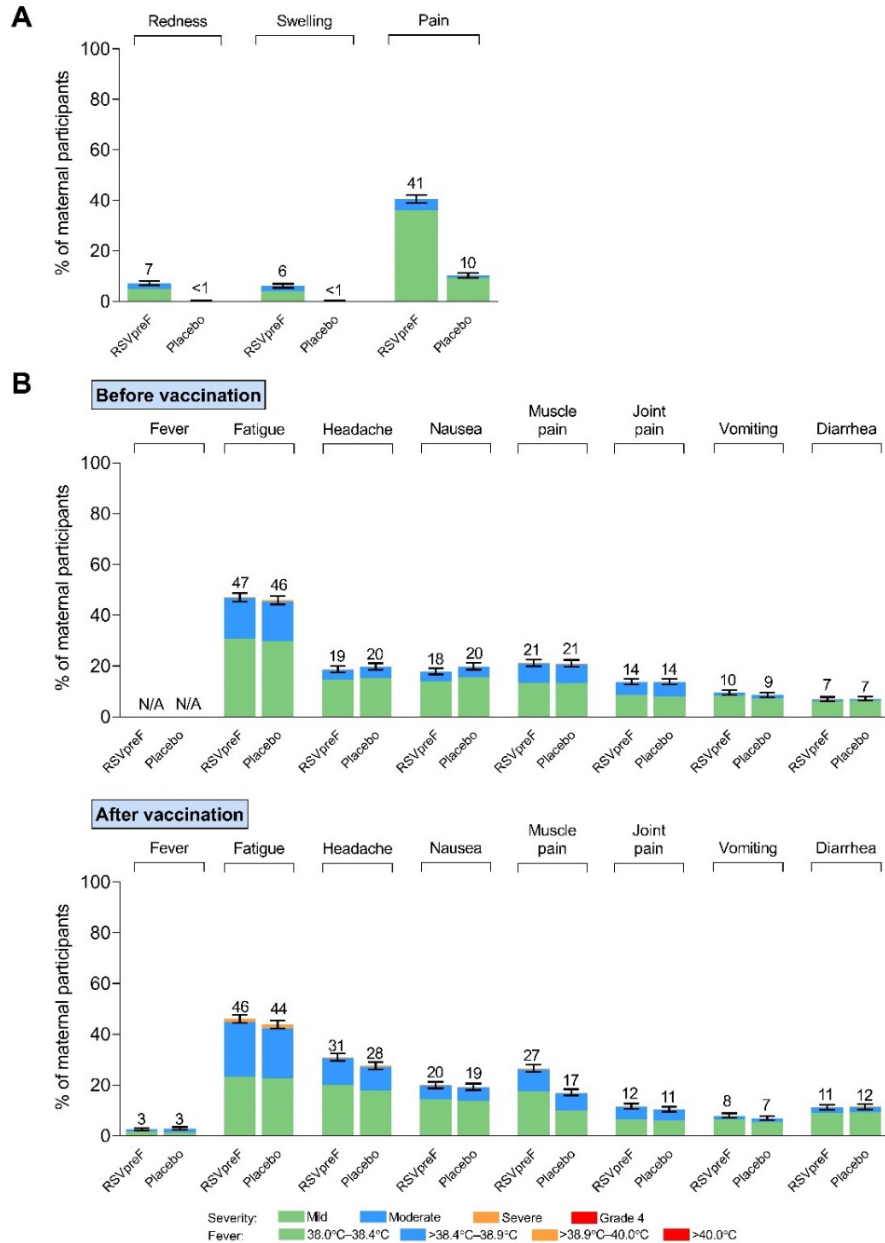 A
Redness Swelling Pain
% of maternal participants
100
80
60
40
20
0
7 <1 6 <1 41 10
RSVpreF Placebo RSVpreF Placebo RSVpreF Placebo
B
Before vaccination
Fever Fatigue Headache Nausea Muscle pain Joint pain Vomiting Diarrhea
% of maternal participants
100
80
60
40
20
0
N/A N/A 47 46 19 20 18 20 21 21 14 14 10 9 7 7
RSVpreF Placebo RSVpreF Placebo RSVpreF Placebo RSVpreF Placebo RSVpreF Placebo RSVpreF Placebo RSVpreF Placebo RSVpreF Placebo
After vaccination
Fever Fatigue Headache Nausea Muscle pain Joint pain Vomiting Diarrhea
% of maternal participants
100
80
60
40
20
0
3 3 46 44 31 28 20 19 27 17 12 11 8 7 11 12
RSVpreF Placebo RSVpreF Placebo RSVpreF Placebo RSVpreF Placebo RSVpreF Placebo RSVpreF Placebo RSVpreF Placebo RSVpreF Placebo
Severity: Mild Moderate Severe Grade 4
Fever: 38.0°C–38.4°C >38.4°C–38.9°C >38.9°C–40.0°C >40.0°C